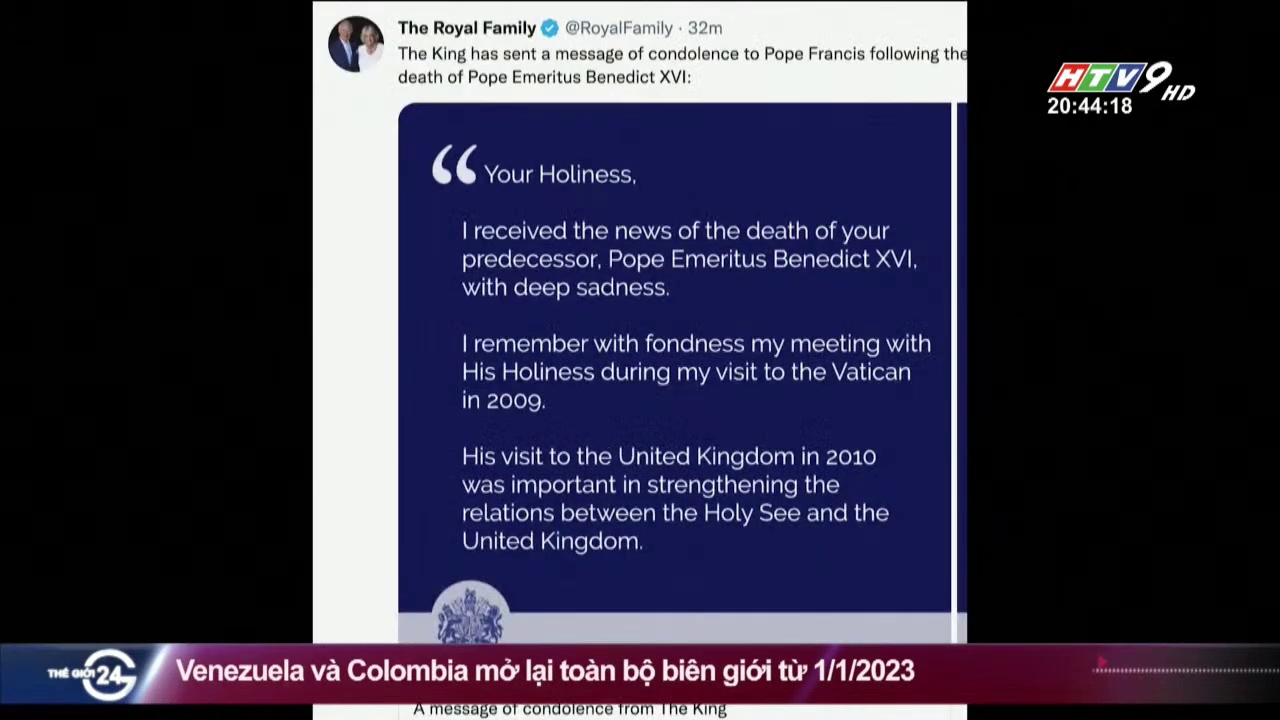 The Royal Family @RoyalFamily · 32m
The King has sent a message of condolence to Pope Francis following the
death of Pope Emeritus Benedict XVI:
HTV9 HD
20:44:18
“ Your Holiness,
I received the news of the death of your
predecessor, Pope Emeritus Benedict XVI,
with deep sadness.
I remember with fondness my meeting with
His Holiness during my visit to the Vatican
in 2009.
His visit to the United Kingdom in 2010
was important in strengthening the
relations between the Holy See and the
United Kingdom.
THẾ GIỚI 24G
Venezuela và Colombia mở lại toàn bộ biên giới từ 1/1/2023
A message of condolence from The King